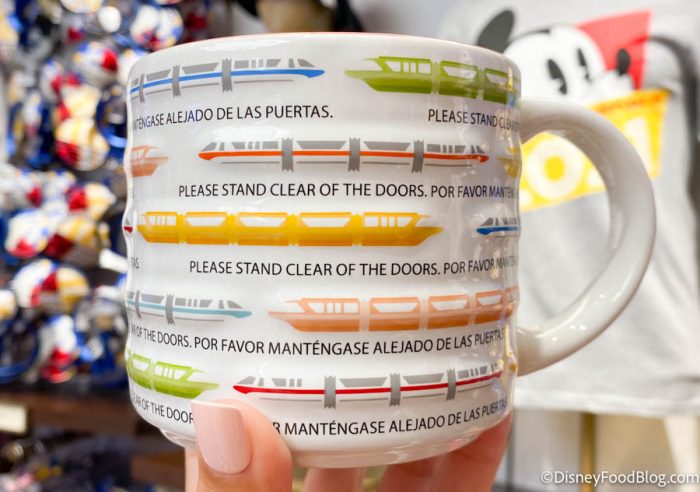 MANTÉNGASE ALEJADO DE LAS PUERTAS. PLEASE STAND CLEAR
PLEASE STAND CLEAR OF THE DOORS. POR FAVOR MANTÉN
PLEASE STAND CLEAR OF THE DOORS. POR FAVOR MAN
OF THE DOORS. POR FAVOR MANTÉNGASE ALEJADO DE LAS PUERTAS
OF THE DOOR MANTÉNGASE ALEJADO DE LAS PUERTAS
©DisneyFoodBlog.com